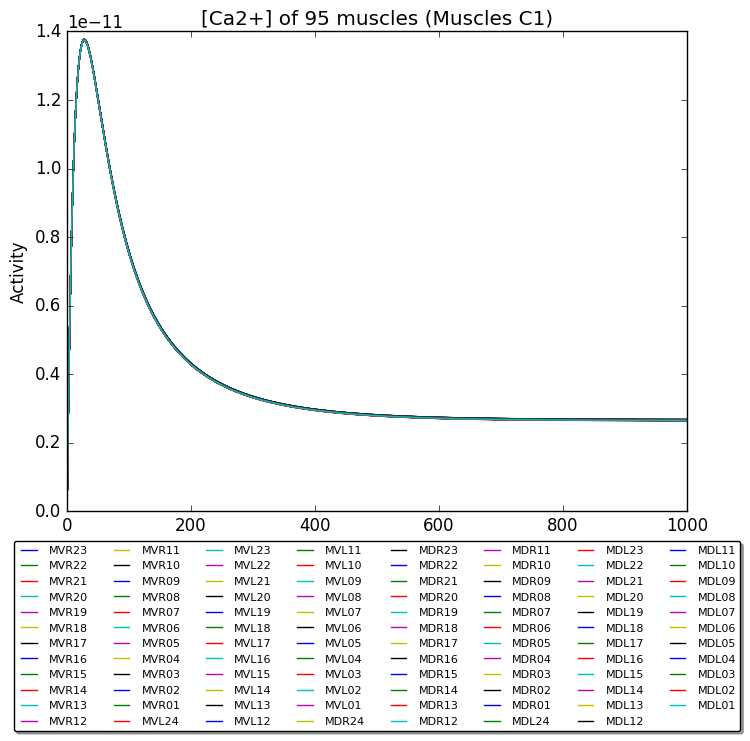 [Ca2+] of 95 muscles (Muscles C1)
1e−11
1.4
1.2
1.0
0.8
0.6
0.4
0.2
0.0
Activity
0 200 400 600 800 1000
MVR23 MVR11 MVL23 MVL11 MDR23 MDR11 MDL23 MDL11
MVR22 MVR10 MVL22 MVL10 MDR22 MDR10 MDL22 MDL10
MVR21 MVR09 MVL21 MVL09 MDR21 MDR09 MDL21 MDL09
MVR20 MVR08 MVL20 MVL08 MDR20 MDR08 MDL20 MDL08
MVR19 MVR07 MVL19 MVL07 MDR19 MDR07 MDL19 MDL07
MVR18 MVR06 MVL18 MVL06 MDR18 MDR06 MDL18 MDL06
MVR17 MVR05 MVL17 MVL05 MDR17 MDR05 MDL17 MDL05
MVR16 MVR04 MVL16 MVL04 MDR16 MDR04 MDL16 MDL04
MVR15 MVR03 MVL15 MVL03 MDR15 MDR03 MDL15 MDL03
MVR14 MVR02 MVL14 MVL02 MDR14 MDR02 MDL14 MDL02
MVR13 MVR01 MVL13 MVL01 MDR13 MDR01 MDL13 MDL01
MVR12 MVL24 MVL12 MDR24 MDR12 MDL24 MDL12